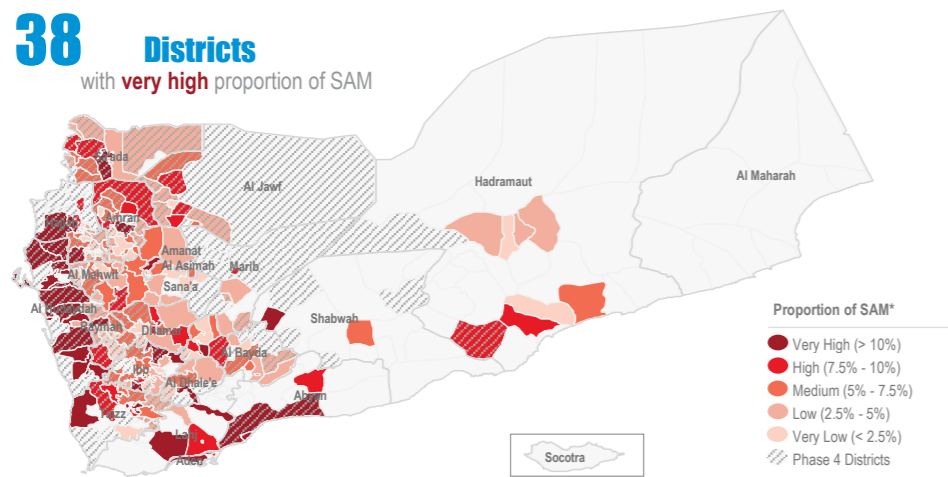 38 Districts
with very high proportion of SAM
Sa'ada
Al Jawf
Hadramaut
Al Maharah
Amran
Amanat
Al Asimah
Marib
Al Mahwit
Sana'a
Shabwah
Raymah
Dhamar
Al Bayda
Ibb
Al Dhale'e
Abyan
Taizz
Lahj
Aden
Socotra
Proportion of SAM*
Very High (> 10%)
High (7.5% - 10%)
Medium (5% - 7.5%)
Low (2.5% - 5%)
Very Low (< 2.5%)
Phase 4 Districts